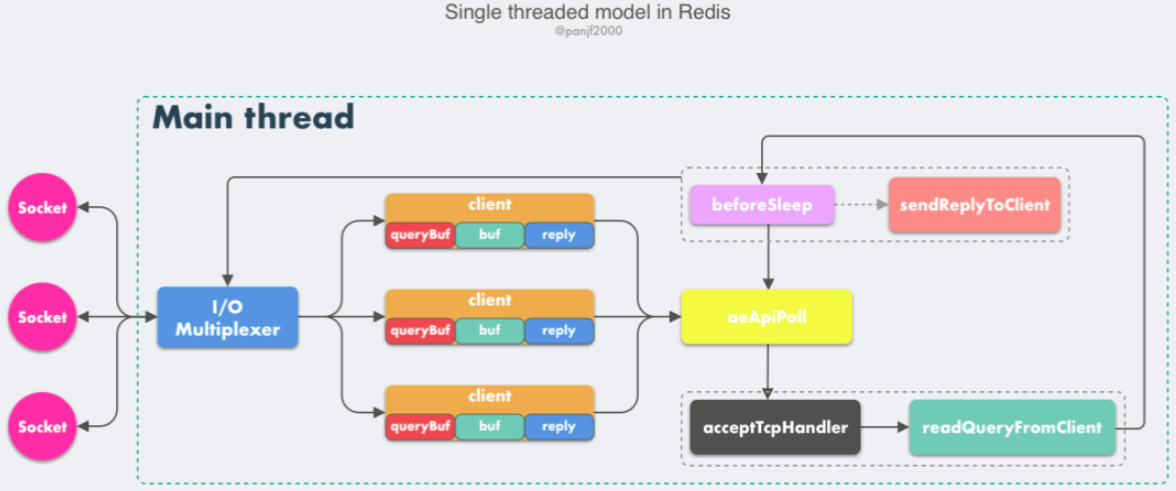 Single threaded model in Redis
@panjf2000
Main thread
Socket
Socket
Socket
I/O
Multiplexer
client
queryBuf buf reply
client
queryBuf buf reply
client
queryBuf buf reply
beforeSleep
sendReplyToClient
aeApiPoll
acceptTcpHandler
readQueryFromClient